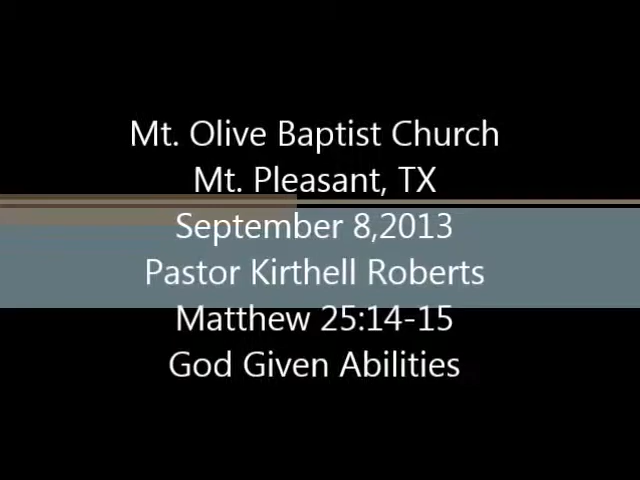 Mt. Olive Baptist Church
Mt. Pleasant, TX
September 8,2013
Pastor Kirthell Roberts
Matthew 25:14-15
God Given Abilities